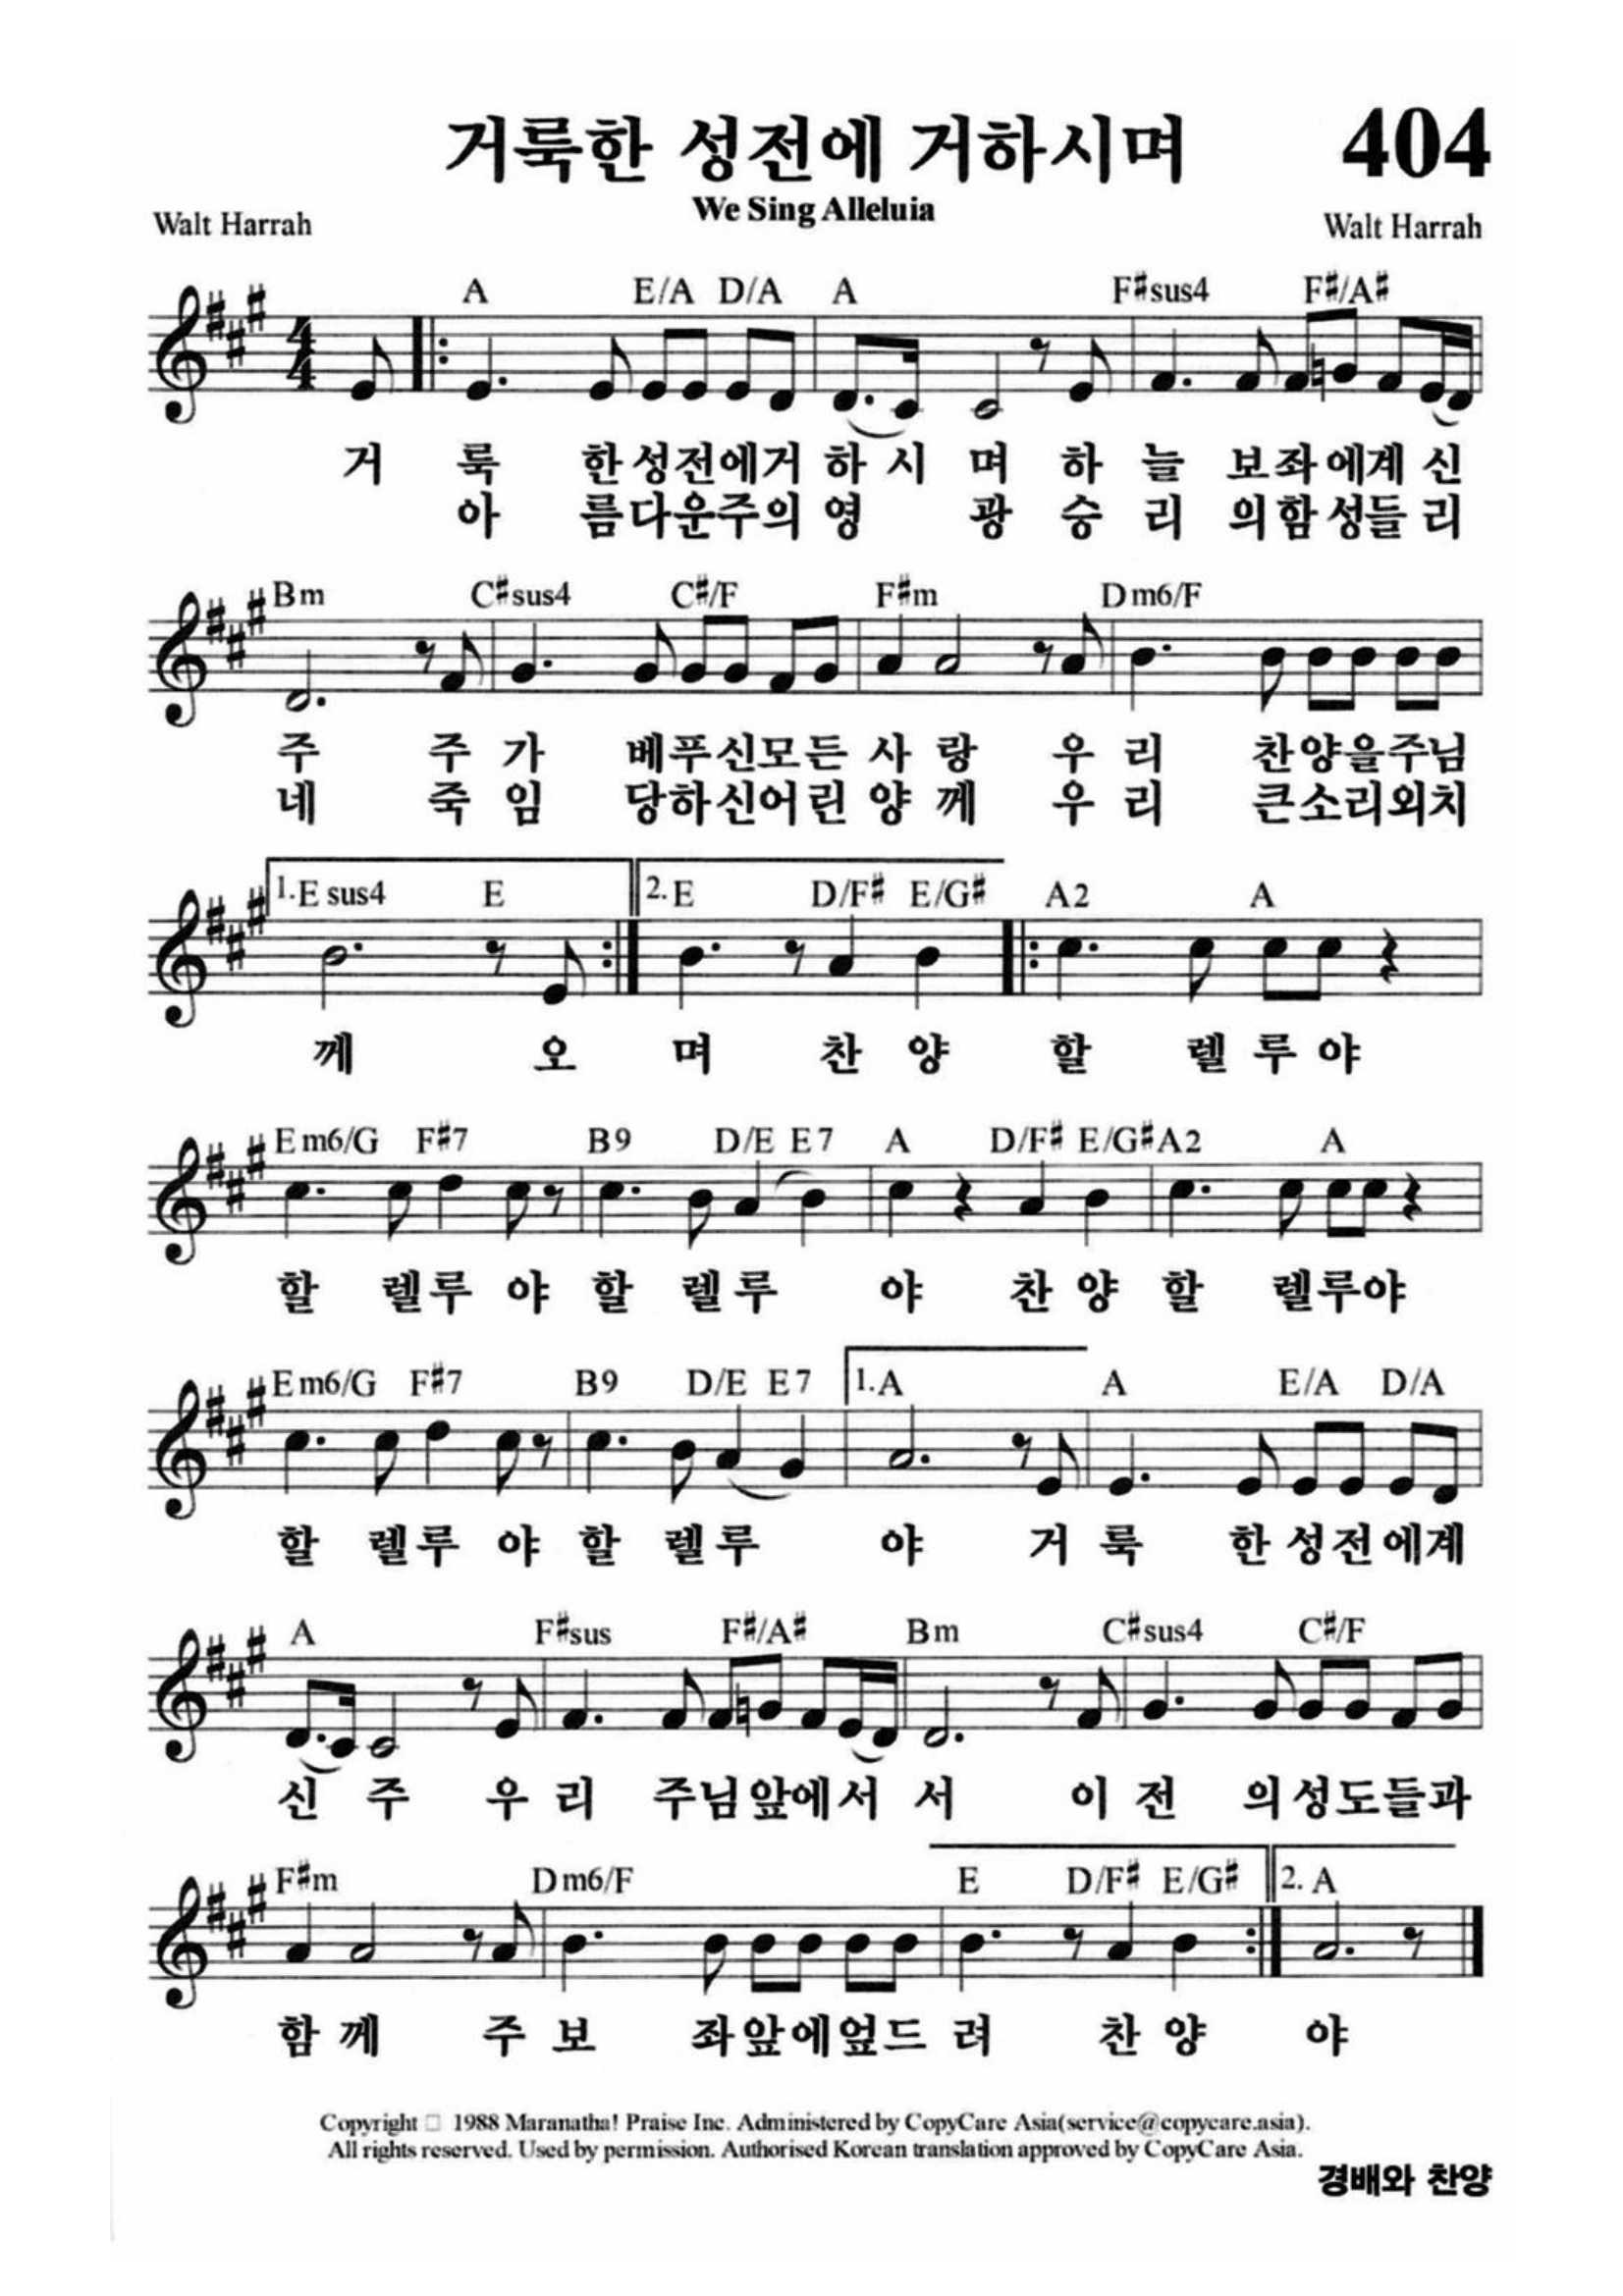 거룩한 성전에 거하시며 404
We Sing Alleluia
Walt Harrah Walt Harrah
A E/A D/A A F#sus4 F#/A#
4
4
거 룩 한성전에거 하 시 며 하 늘 보좌에계 신
아 름다운주의 영 광 승 리 의함성들 리
Bm C#sus4 C#/F F#m Dm6/F
주 주 가 베푸신모든 사 랑 우 리 찬양을주님
네 죽 임 당하신어린 양 께 우 리 큰소리외치
1.E sus4 E 2.E D/F# E/G# A2 A
께 오 며 찬 양 할 렐 루 야
Em6/G F#7 B9 D/E E7 A D/F# E/G# A2 A
할 렐루 야 할 렐루 야 찬 양 할 렐루야
Em6/G F#7 B9 D/E E7 1.A A E/A D/A
할 렐루 야 할 렐루 야 거 룩 한 성전에계
A F#sus F#/A# Bm C#sus4 C#/F
신 주 우 리 주님앞에서 서 이 전 의성도들과
F#m Dm6/F E D/F# E/G# 2. A
함 께 주 보 좌앞에엎드 려 찬 양 야
Copyright □ 1988 Maranatha! Praise Inc. Administered by CopyCare Asia(service@copycare.asia).
All rights reserved. Used by permission. Authorised Korean translation approved by CopyCare Asia.
경배와 찬양